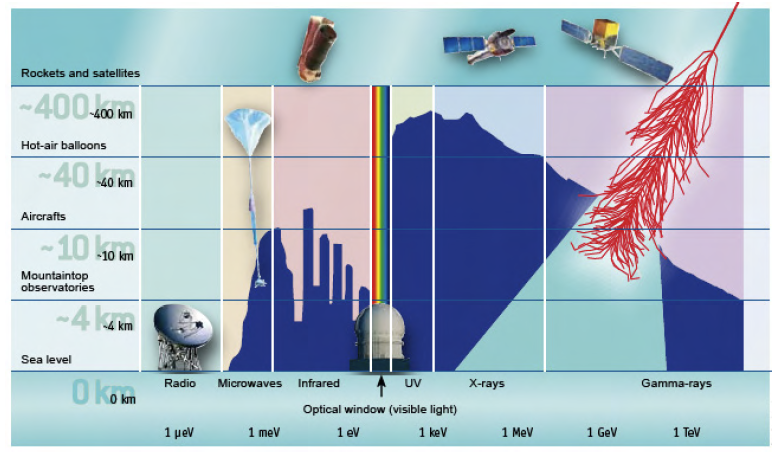 Rockets and satellites
~400 km
~400 km
Hot-air balloons
~40 km
~40 km
Aircrafts
~10 km
~10 km
Mountaintop
observatories
~4 km
~4 km
Sea level
0 km
0 km
Radio Microwaves Infrared UV X-rays Gamma-rays
Optical window (visible light)
1 µeV 1 meV 1 eV 1 keV 1 MeV 1 GeV 1 TeV